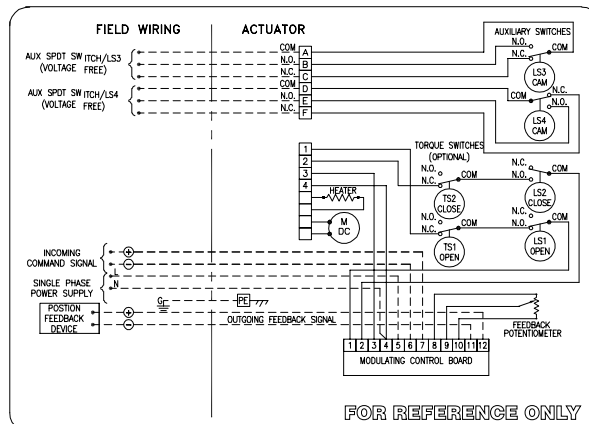 FIELD WIRING
ACTUATOR
AUX SPDT SWITCH/LS3
(VOLTAGE FREE)
COM
N.O.
N.C.
A
B
C
AUX SPDT SWITCH/LS4
(VOLTAGE FREE)
COM
N.O.
N.C.
D
E
F
AUXILIARY SWITCHES
N.O.
N.C.
COM
LS3
CAM
COM
N.C.
N.O.
LS4
CAM
1
2
3
4
HEATER
M
DC
TORQUE SWITCHES
(OPTIONAL)
N.O.
N.C.
COM
TS2
CLOSE
N.C.
N.O.
COM
LS2
CLOSE
N.O.
N.C.
COM
TS1
OPEN
N.C.
N.O.
COM
LS1
OPEN
INCOMING
COMMAND SIGNAL
+
−
SINGLE PHASE
POWER SUPPLY
L
N
G
PE
POSTION
FEEDBACK
DEVICE
+
−
OUTGOING FEEDBACK SIGNAL
FEEDBACK
POTENTIOMETER
1 2 3 4 5 6 7 8 9 10 11 12
MODULATING CONTROL BOARD
FOR REFERENCE ONLY